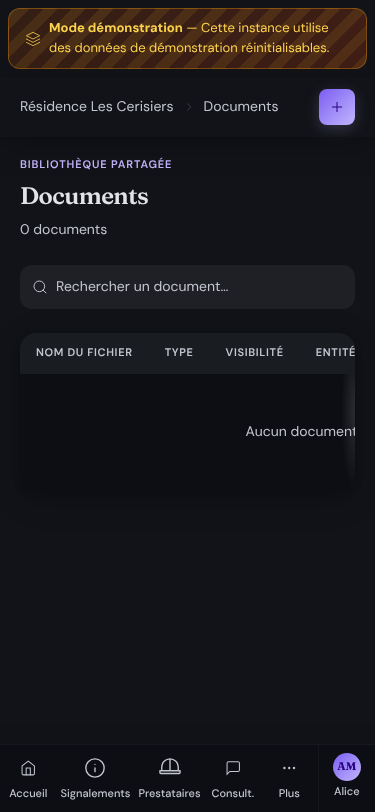 Mode démonstration — Cette instance utilise
des données de démonstration réinitialisables.
Résidence Les Cerisiers > Documents
BIBLIOTHÈQUE PARTAGÉE
Documents
0 documents
Rechercher un document...
NOM DU FICHIER TYPE VISIBILITÉ ENTITÉ
Aucun document
AM
Accueil Signalements Prestataires Consult. Plus Alice